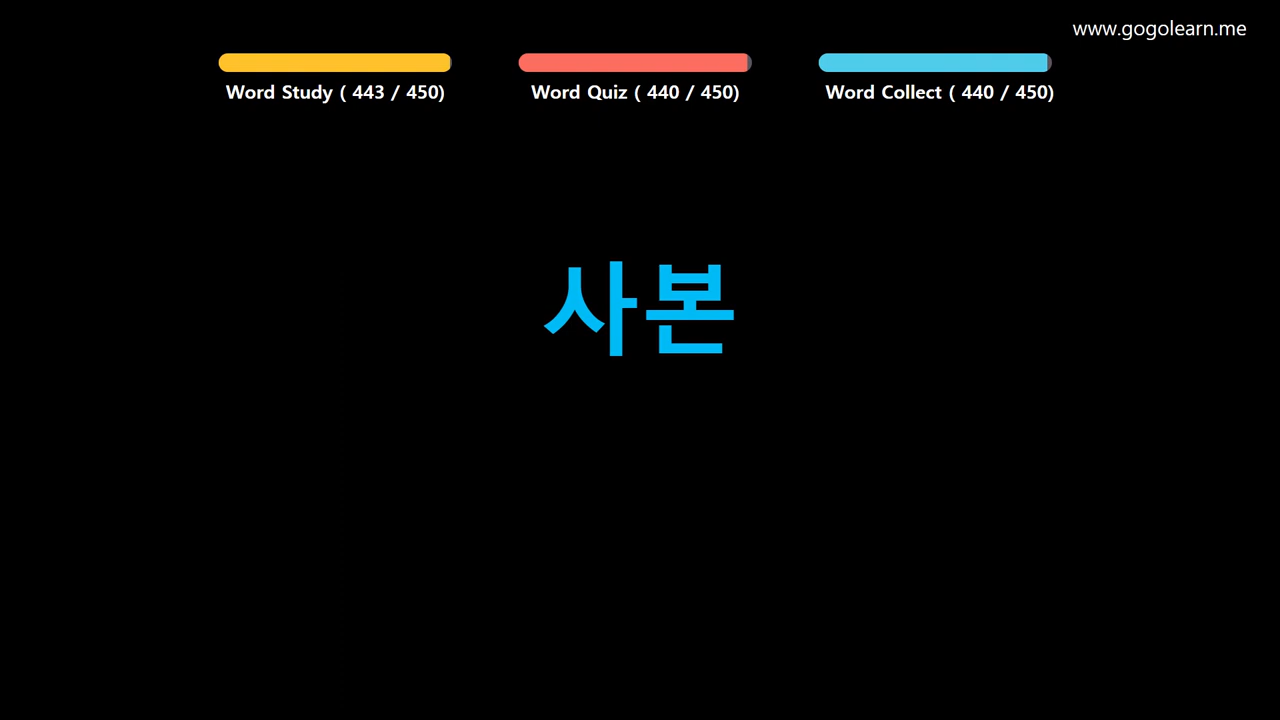 www.gogolearn.me
Word Study ( 443 / 450)
Word Quiz ( 440 / 450)
Word Collect ( 440 / 450)
사본